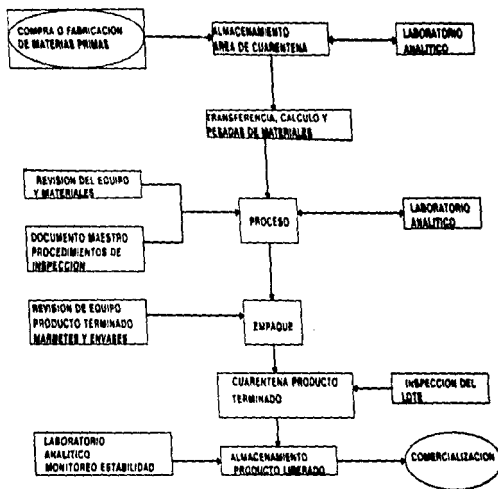 COMPRA O FABRICACION
DE MATERIAS PRIMAS
ALMACENAMIENTO
AREA DE CUARENTENA
LABORATORIO
ANALITICO
TRANSFERENCIA, CALCULO Y
PESADAS DE MATERIALES
REVISION DEL EQUIPO
Y MATERIALES
PROCESO
LABORATORIO
ANALITICO
DOCUMENTO MAESTRO
PROCEDIMIENTOS DE
INSPECCION
REVISION DE EQUIPO
PRODUCTO TERMINADO
MARBETES Y ENVASES
EMPAQUE
CUARENTENA PRODUCTO
TERMINADO
INSPECCION DEL
LOTE
LABORATORIO
ANALITICO
MONITOREO ESTABILIDAD
ALMACENAMIENTO
PRODUCTO LIBERADO
COMERCIALIZACION